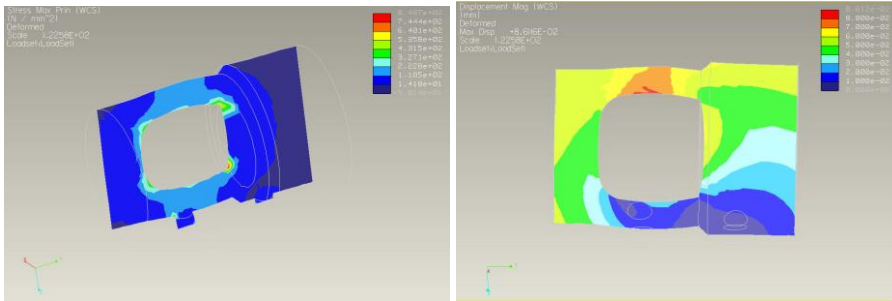 Stress Max Prin (WCS)
(N / mm^2)
Deformed
Scale 1.2258E+02
Loadset:LoadSet1
7.444e+02
6.401e+02
5.358e+02
4.315e+02
3.271e+02
2.228e+02
1.185e+02
1.418e+01
Displacement Mag (WCS)
(mm)
Deformed
Max Disp +8.616E-02
Scale 1.2258E+02
Loadset:LoadSet1
8.000e-02
7.000e-02
6.000e-02
5.000e-02
4.000e-02
3.000e-02
2.000e-02
1.000e-02